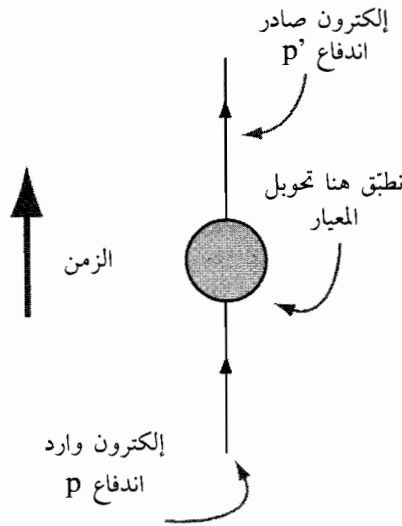 إلكترون صادر
اندفاع p'
نطبّق هنا تحويل
المعيار
الزمن
إلكترون وارد
اندفاع p